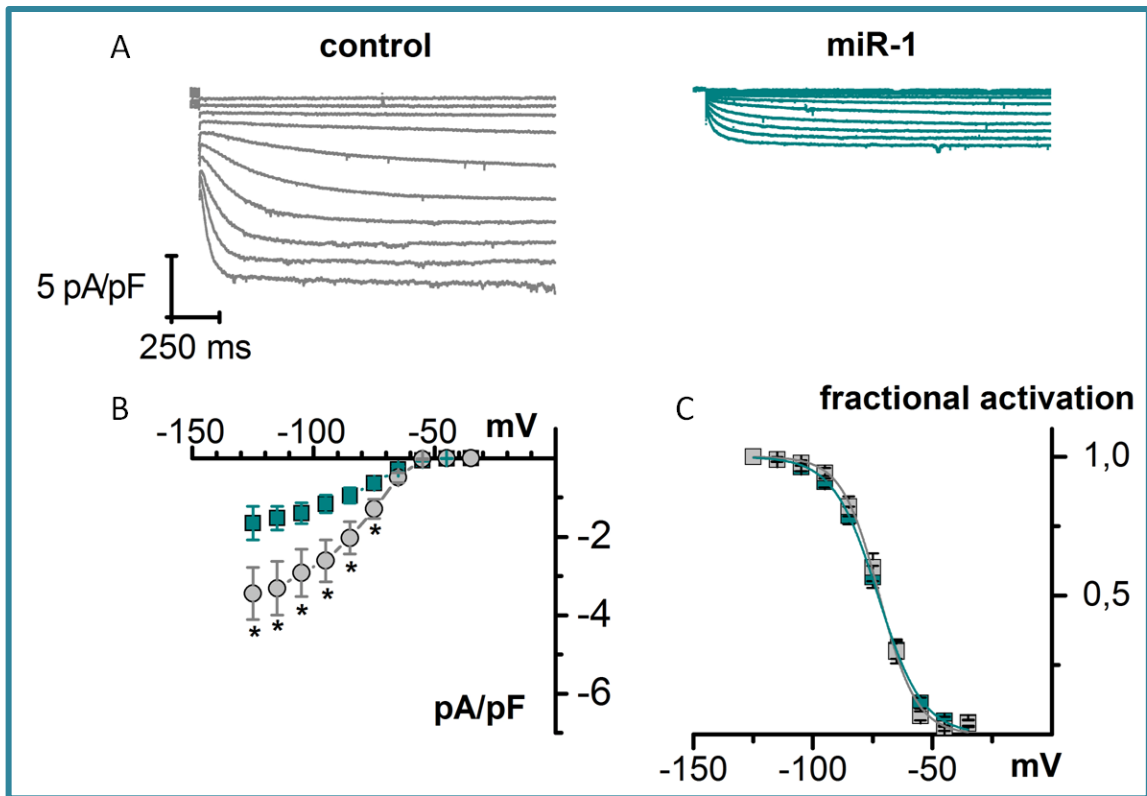 A
control
miR-1
5 pA/pF
250 ms
B
-150 -100 -50 mV
-2
-4
-6
* * * * * *
pA/pF
C
fractional activation
1,0
0,5
-150 -100 -50 mV